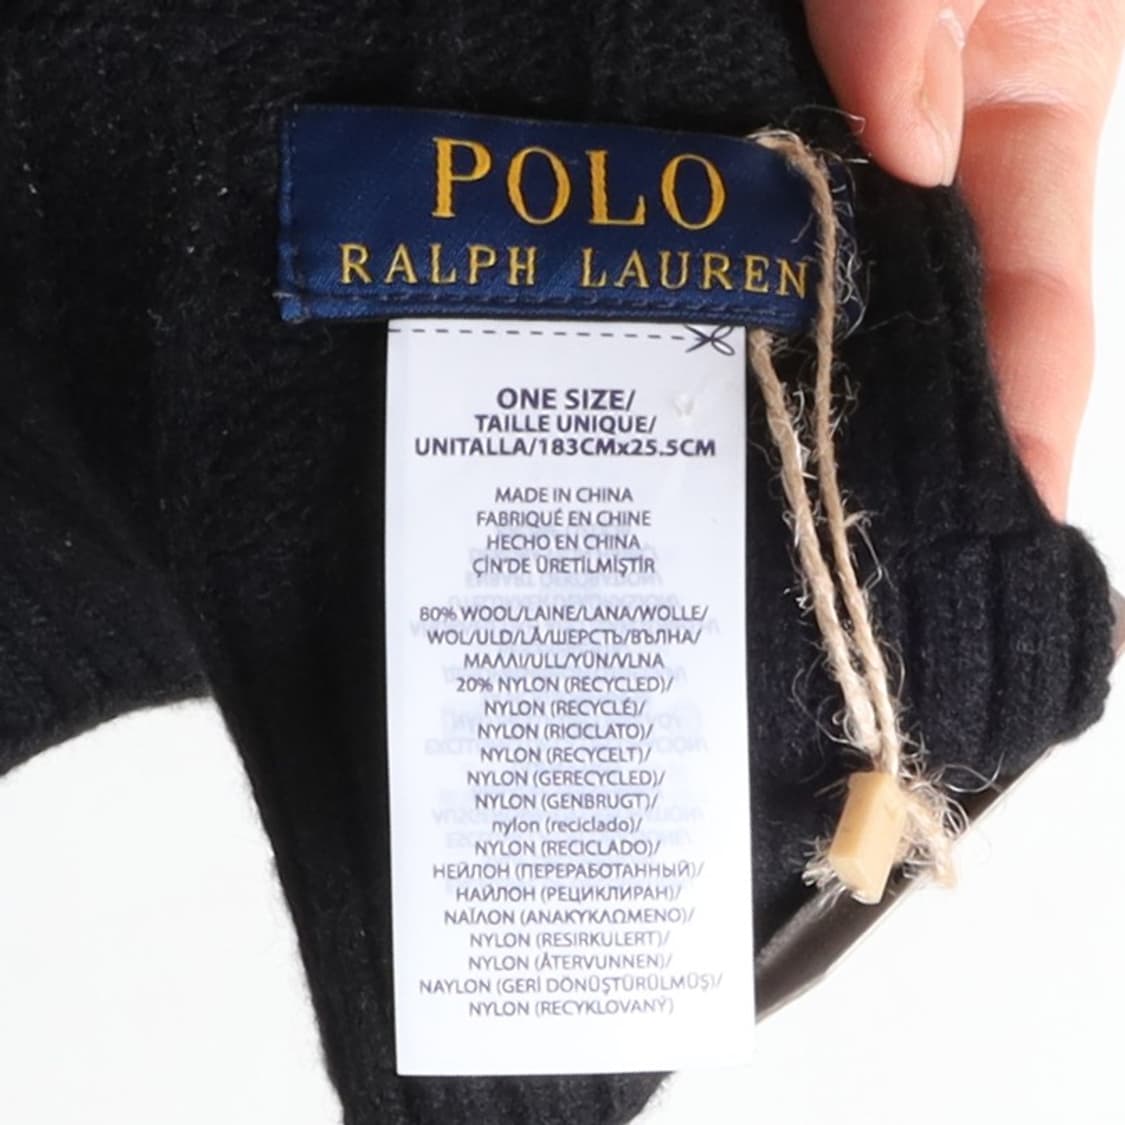 POLO
RALPH LAUREN
ONE SIZE/
TAILLE UNIQUE/
UNITALLA/183CMx25.5CM
MADE IN CHINA
FABRIQUÉ EN CHINE
HECHO EN CHINA
ÇİN'DE ÜRETİLMİŞTİR
80% WOOL/LAINE/LANA/WOLLE/
WOL/ULD/LÃ/ШЕРСТЬ/ВЪЛНА/
ΜΑΛΛΙ/ULL/YÜN/VLNA
20% NYLON (RECYCLED)/
NYLON (RECYCLÉ)/
NYLON (RICICLATO)/
NYLON (RECYCELT)/
NYLON (GERECYCLED)/
NYLON (GENBRUGT)/
nylon (reciclado)/
NYLON (RECICLADO)/
НЕЙЛОН (ПЕРЕРАБОТАННЫЙ)/
НАЙЛОН (РЕЦИКЛИРАН)/
ΝΑΪΛΟΝ (ΑΝΑΚΥΚΛΩΜΕΝΟ)/
NYLON (RESIRKULERT)/
NYLON (ÅTERVUNNEN)/
NAYLON (GERİ DÖNÜŞTÜRÜLMÜŞ)/
NYLON (RECYKLOVANÝ)